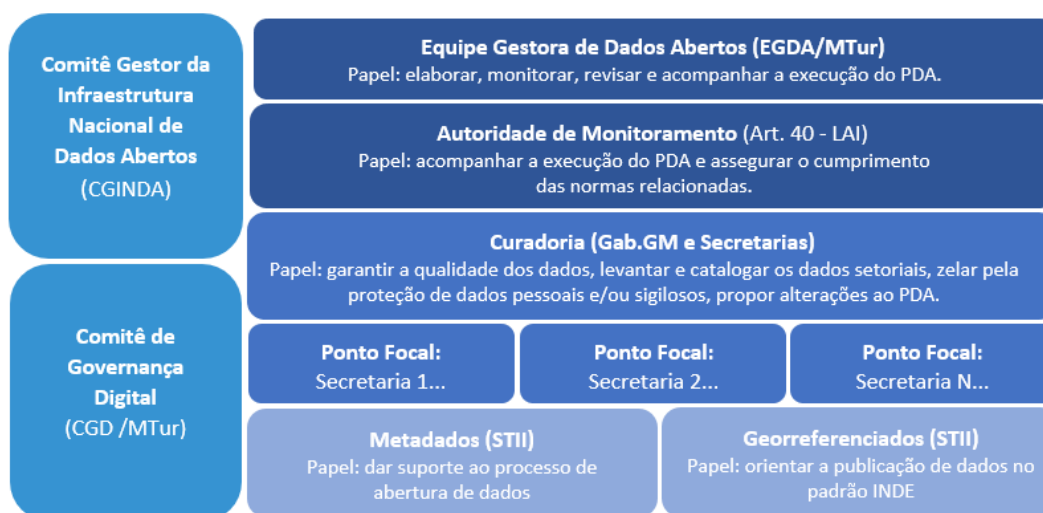 Comitê Gestor da
Infraestrutura
Nacional de
Dados Abertos
(CGINDA)
Comitê de
Governança
Digital
(CGD /MTur)
Equipe Gestora de Dados Abertos (EGDA/MTur)
Papel: elaborar, monitorar, revisar e acompanhar a execução do PDA.
Autoridade de Monitoramento (Art. 40 - LAI)
Papel: acompanhar a execução do PDA e assegurar o cumprimento
das normas relacionadas.
Curadoria (Gab.GM e Secretarias)
Papel: garantir a qualidade dos dados, levantar e catalogar os dados setoriais, zelar pela
proteção de dados pessoais e/ou sigilosos, propor alterações ao PDA.
Ponto Focal:
Secretaria 1...
Ponto Focal:
Secretaria 2...
Ponto Focal:
Secretaria N...
Metadados (STII)
Papel: dar suporte ao processo de
abertura de dados
Georreferenciados (STII)
Papel: orientar a publicação de dados no
padrão INDE